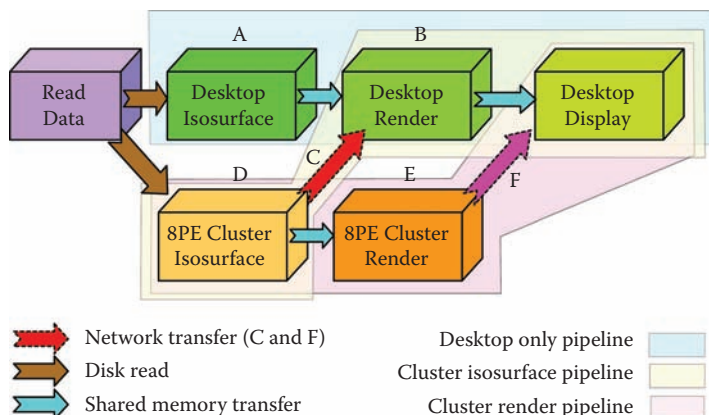 A
B
Read
Data
Desktop
Isosurface
Desktop
Render
Desktop
Display
D
C
E
F
8PE Cluster
Isosurface
8PE Cluster
Render
Network transfer (C and F)
Disk read
Shared memory transfer
Desktop only pipeline
Cluster isosurface pipeline
Cluster render pipeline